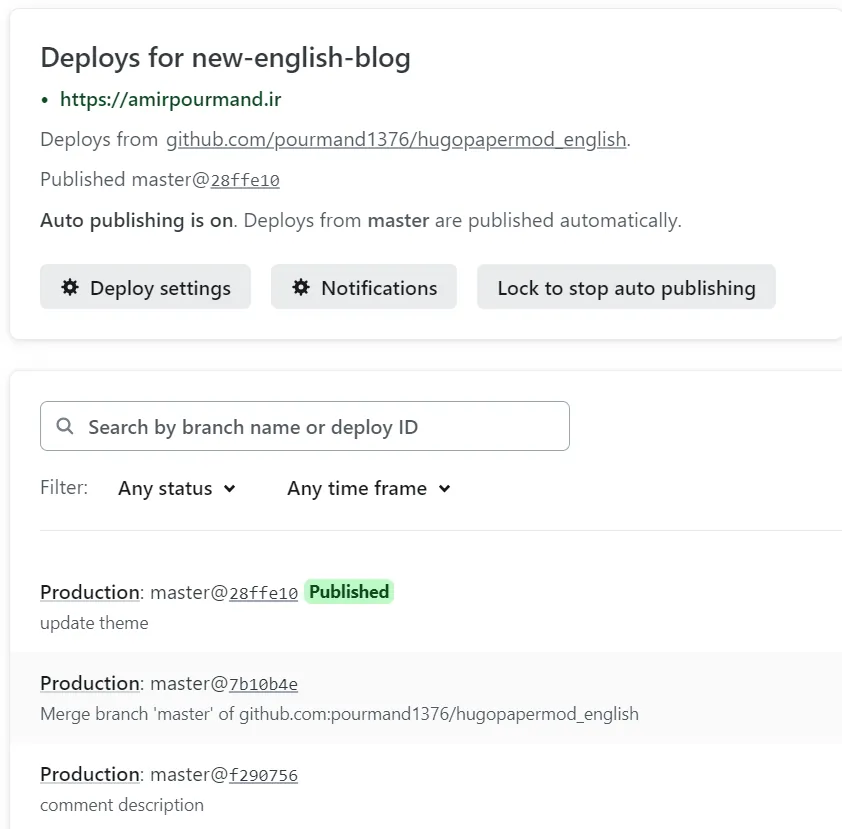 Deploys for new-english-blog
• https://amirpourmand.ir
Deploys from github.com/pourmand1376/hugopapermod_english.
Published master@28ffe10
Auto publishing is on. Deploys from master are published automatically.
Deploy settings Notifications Lock to stop auto publishing
Search by branch name or deploy ID
Filter: Any status Any time frame
Production: master@28ffe10 Published
update theme
Production: master@7b10b4e
Merge branch 'master' of github.com:pourmand1376/hugopapermod_english
Production: master@f290756
comment description